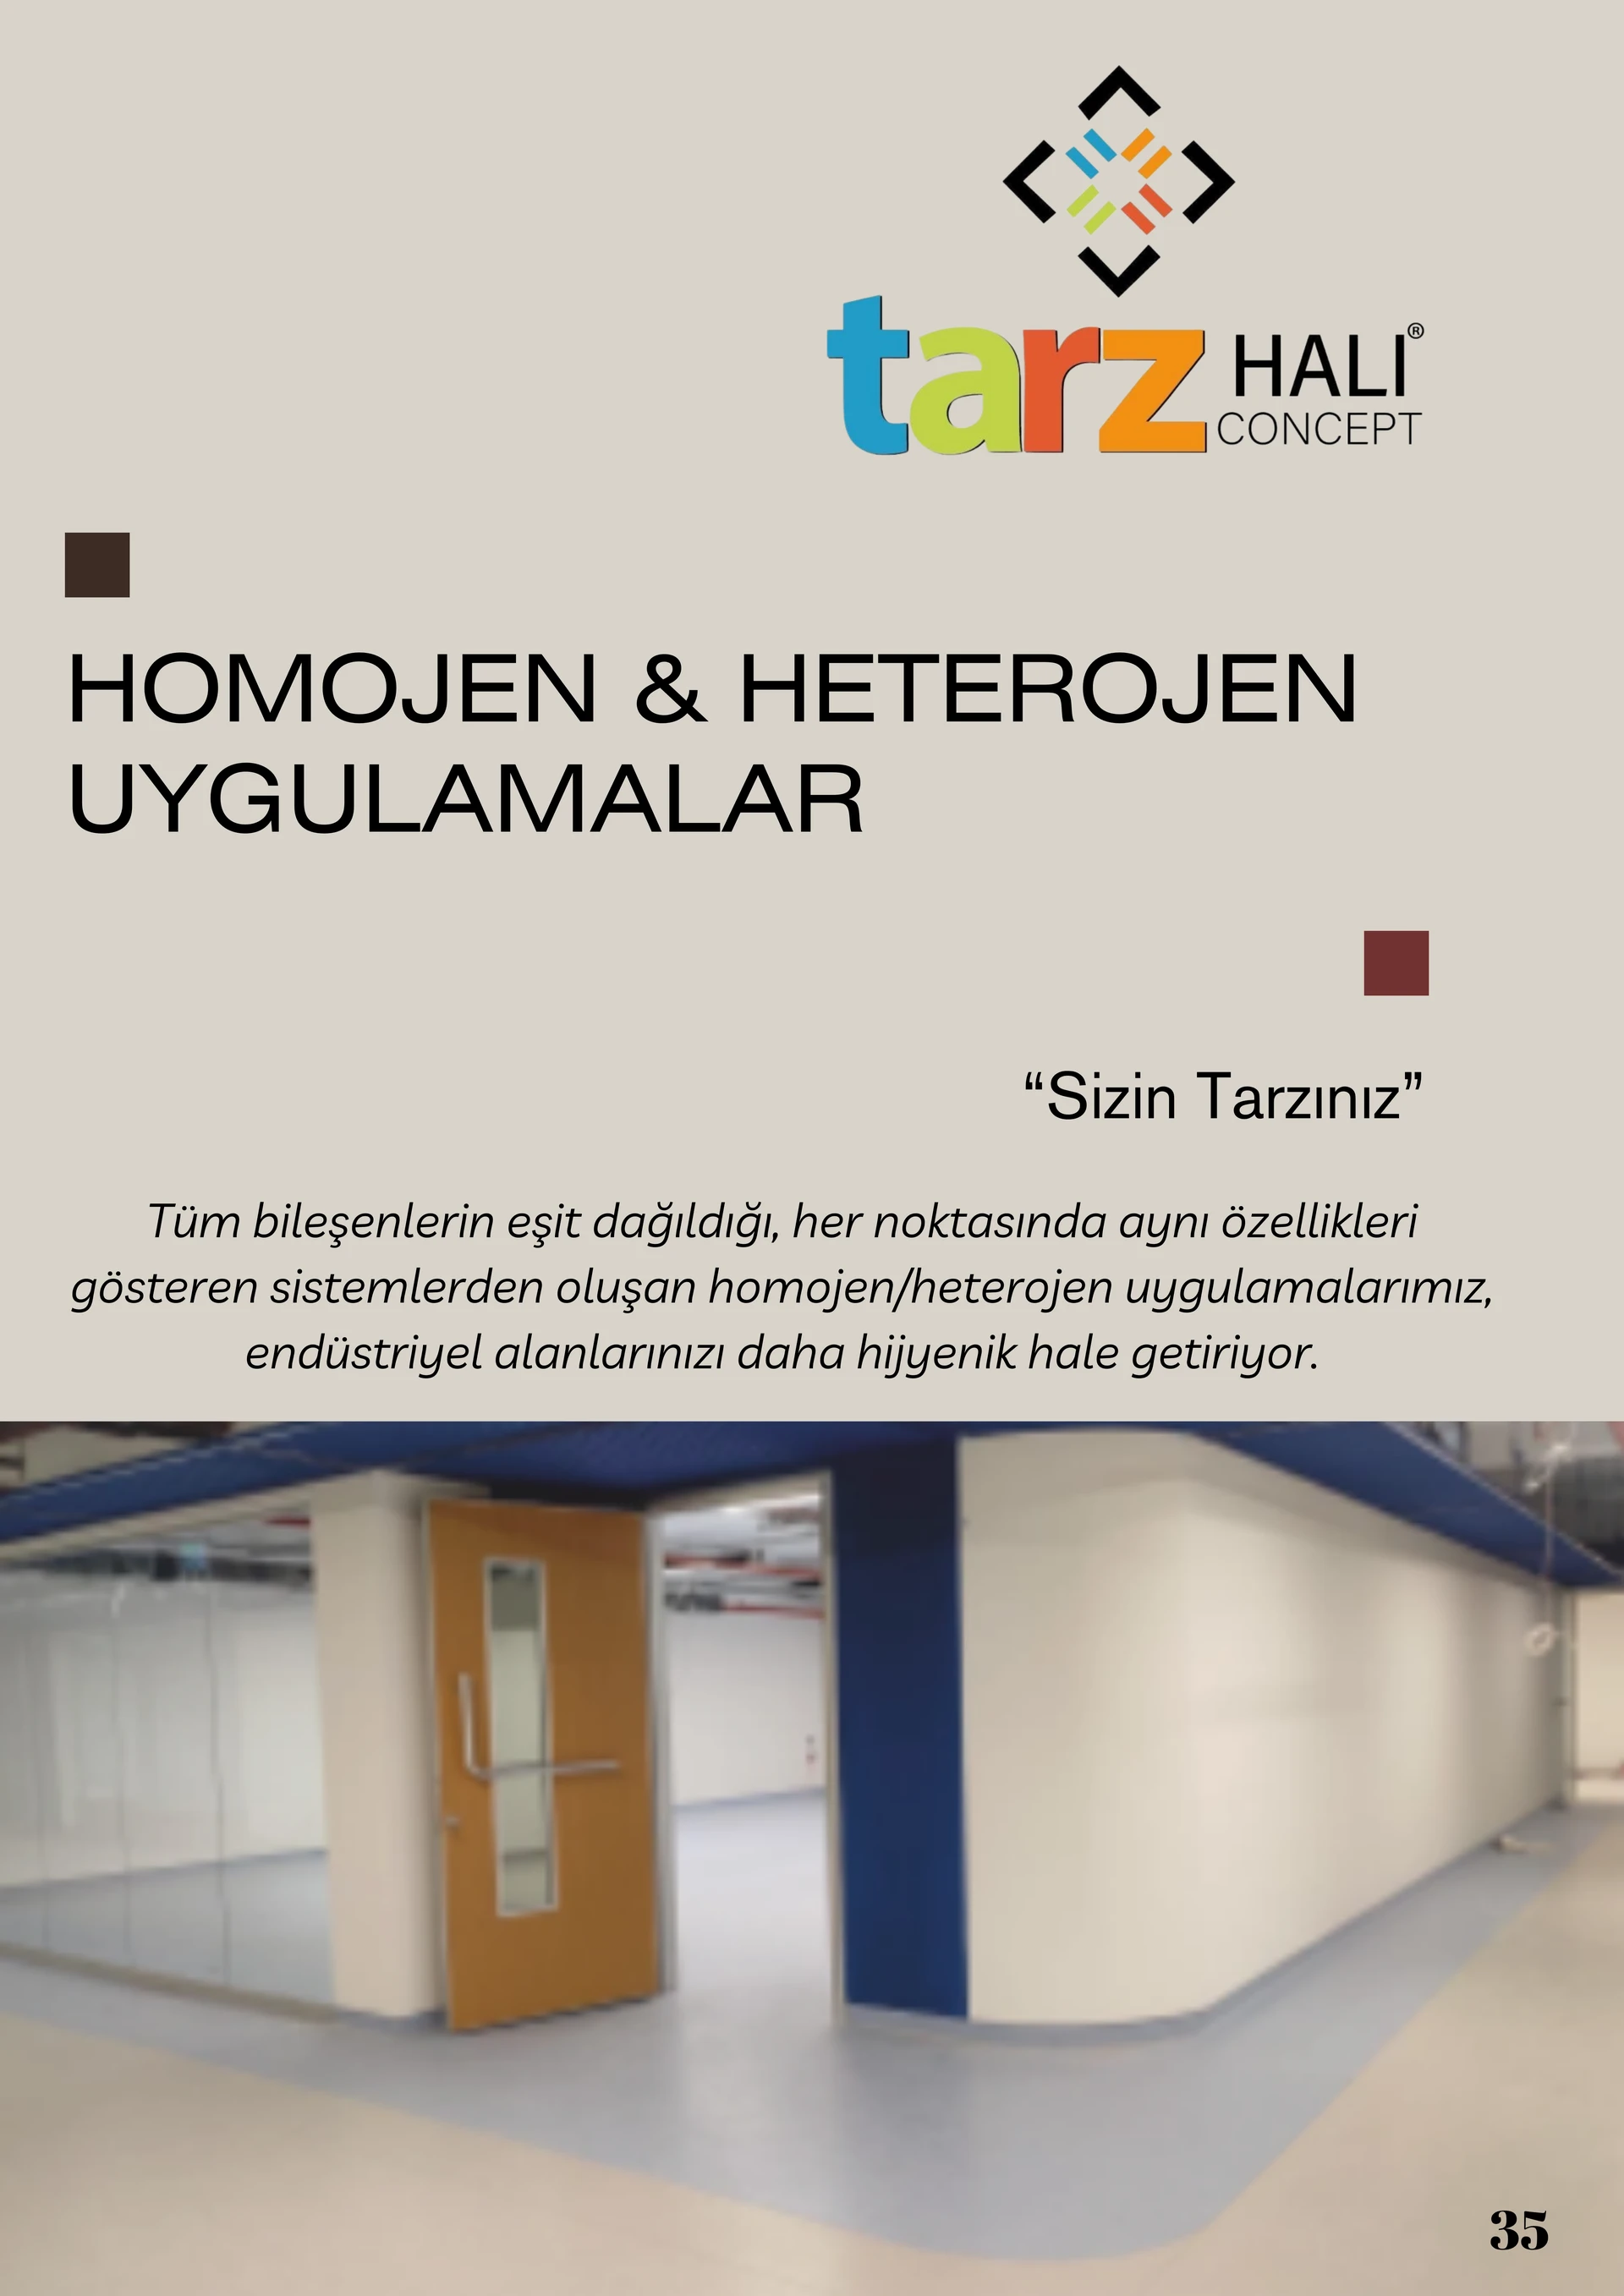 tarz HALI®
CONCEPT
HOMOJEN & HETEROJEN
UYGULAMALAR
“Sizin Tarzınız”
Tüm bileşenlerin eşit dağıldığı, her noktasında aynı özellikleri
gösteren sistemlerden oluşan homojen/heterojen uygulamalarımız,
endüstriyel alanlarınızı daha hijyenik hale getiriyor.
35